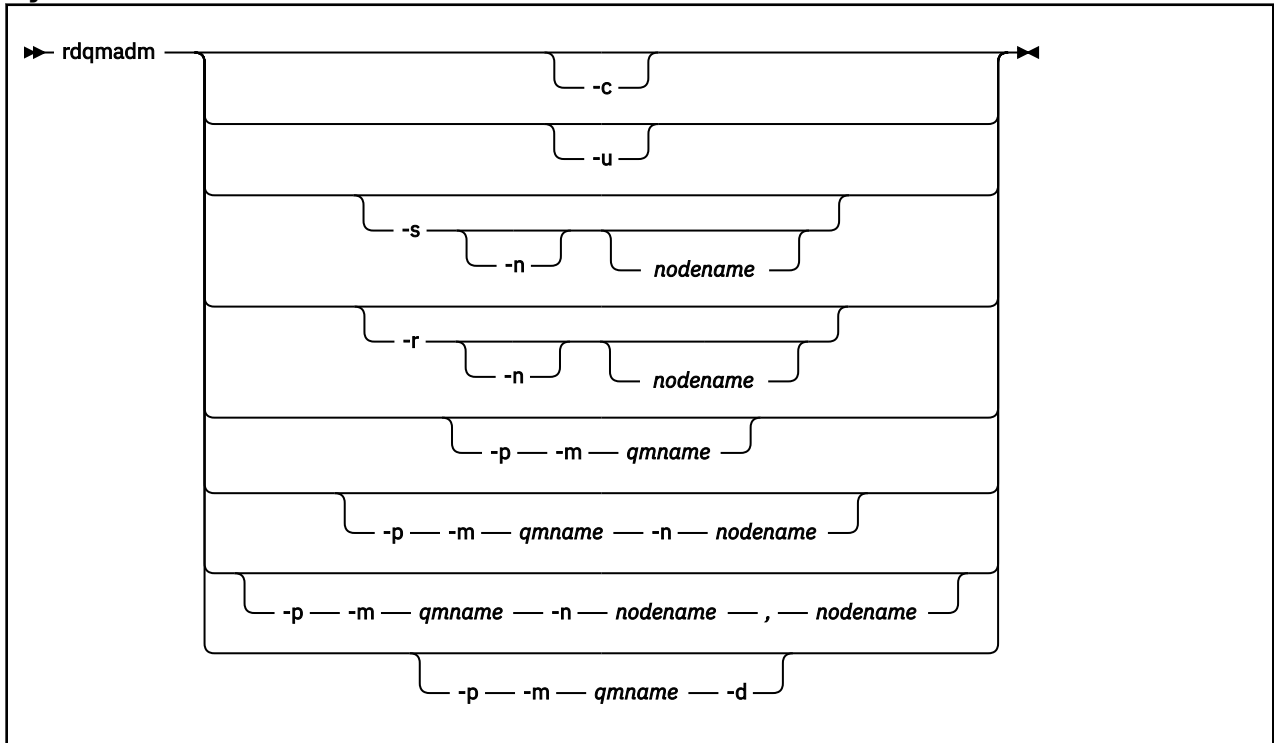 rdqmadm
-c
-u
-s
-n nodename
-r
-n nodename
-p -m qmname
-p -m qmname -n nodename
-p -m qmname -n nodename , nodename
-p -m qmname -d